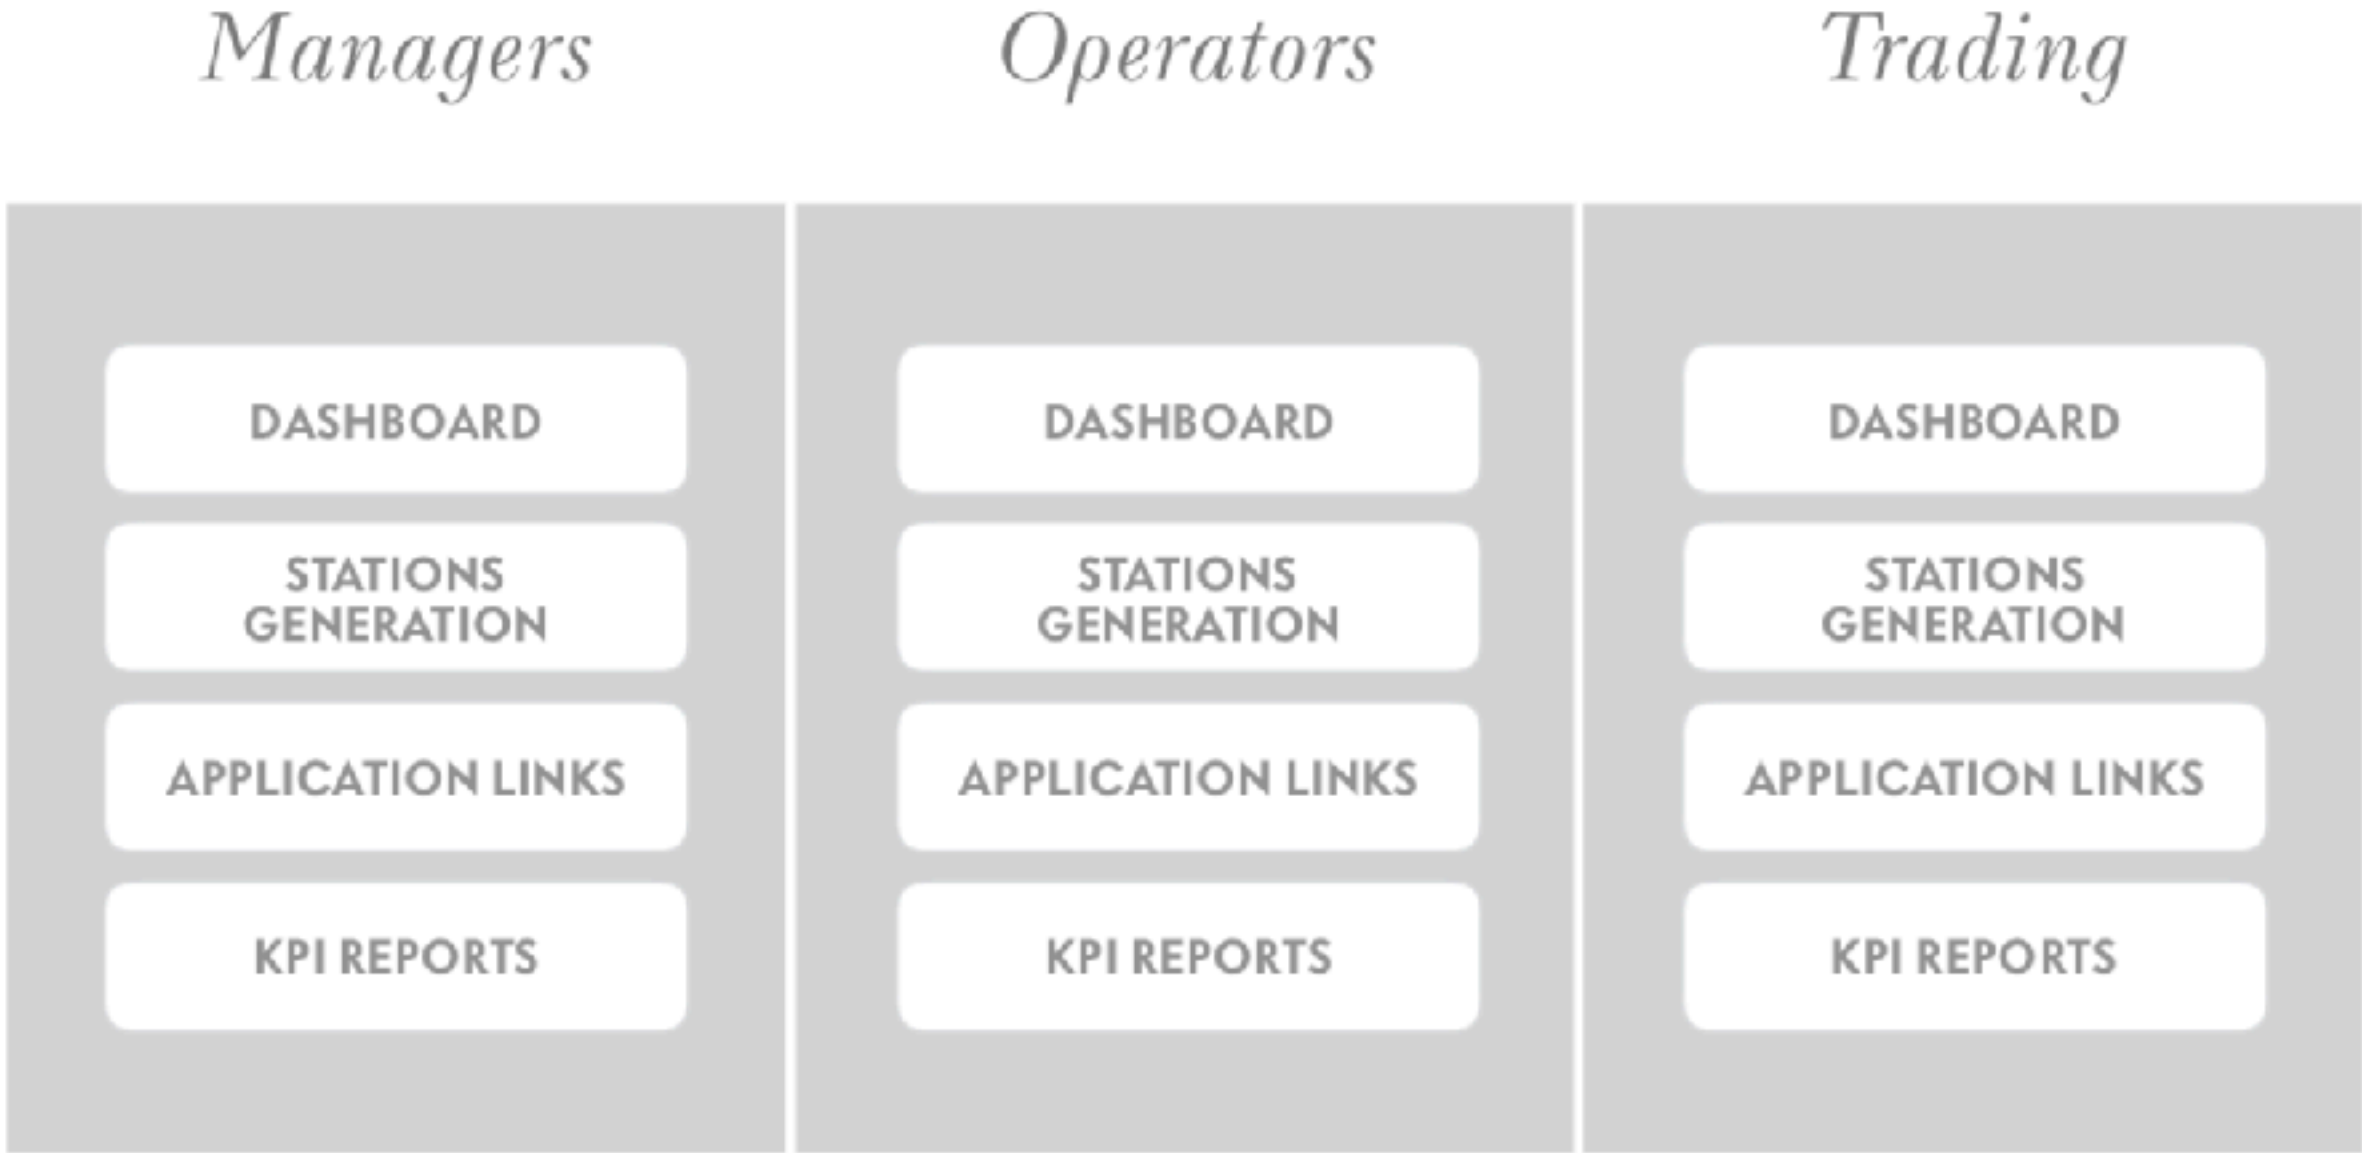 Managers
Operators
Trading
DASHBOARD
STATIONS
GENERATION
APPLICATION LINKS
KPI REPORTS
DASHBOARD
STATIONS
GENERATION
APPLICATION LINKS
KPI REPORTS
DASHBOARD
STATIONS
GENERATION
APPLICATION LINKS
KPI REPORTS